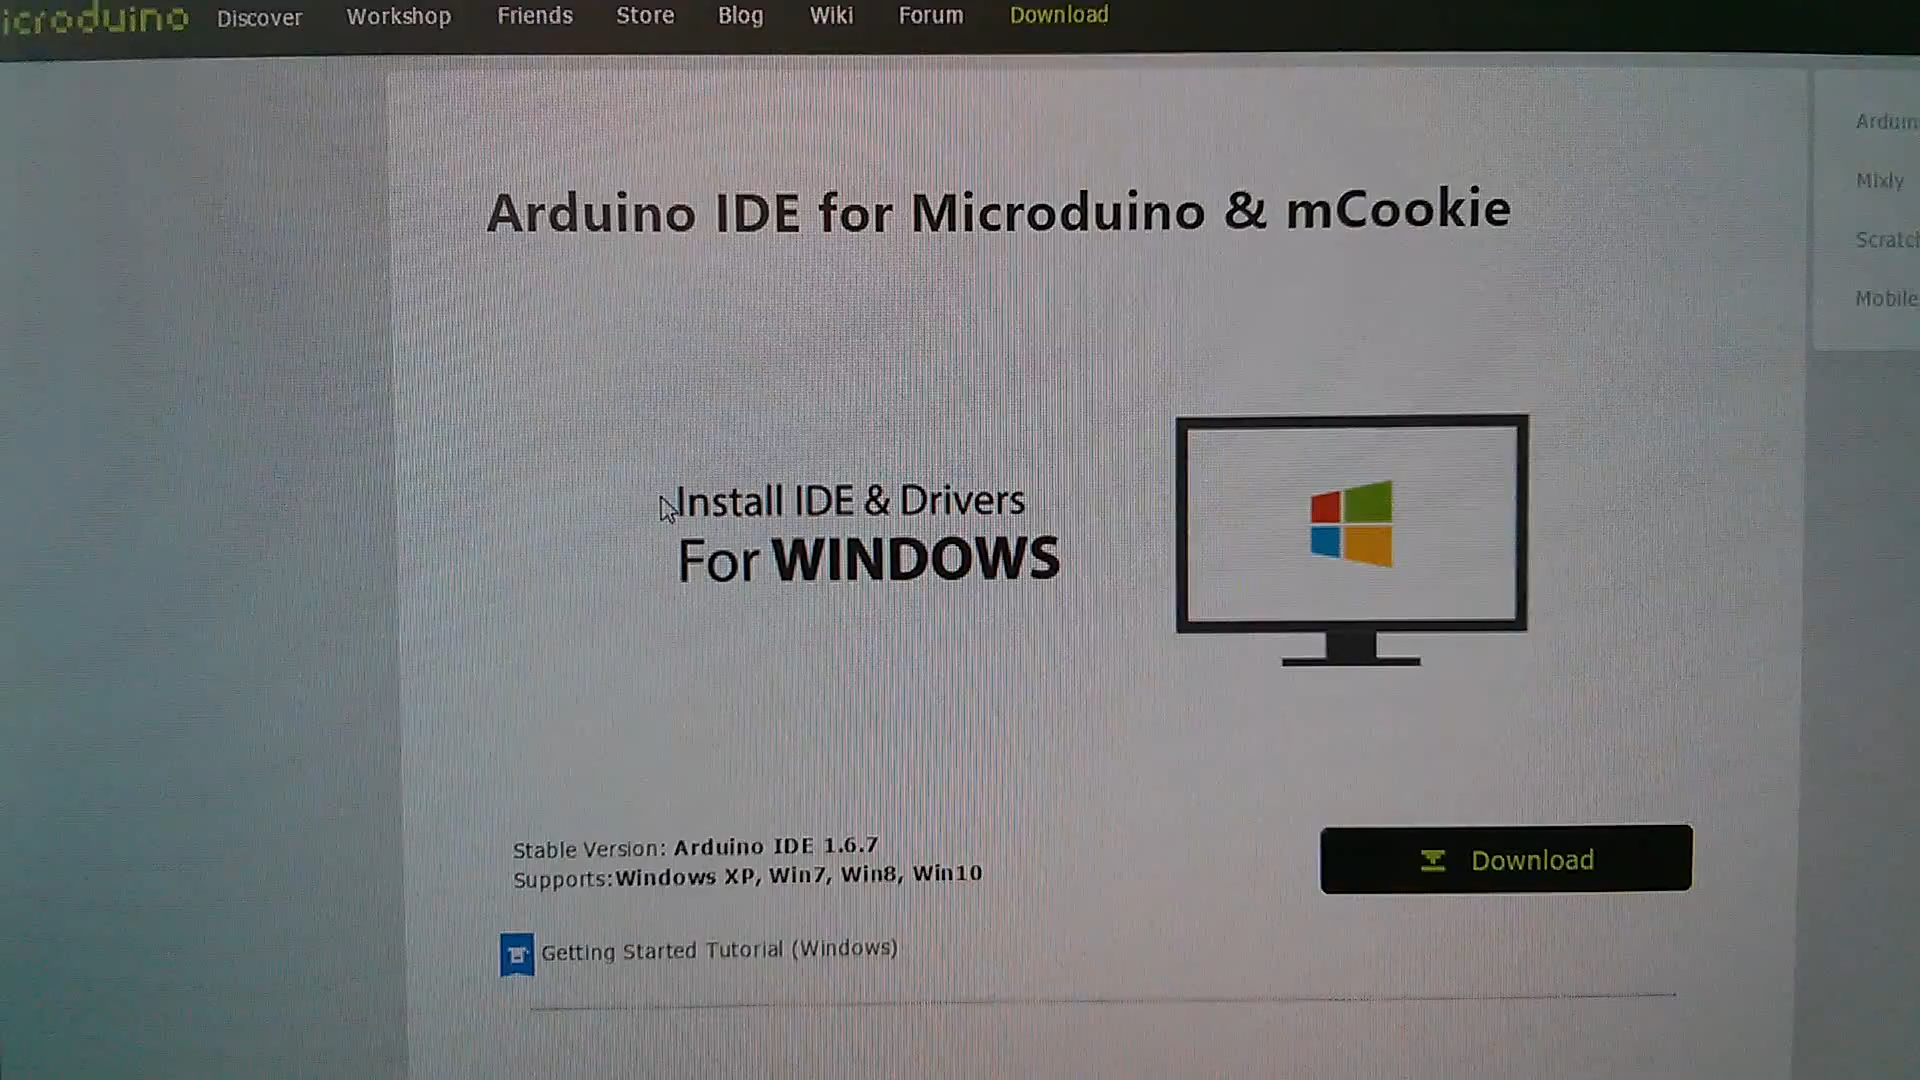 icroduino Discover Workshop Friends Store Blog Wiki Forum Download
Arduin
Mixly
Scratch
Mobile
Arduino IDE for Microduino & mCookie
Install IDE & Drivers
For WINDOWS
Stable Version: Arduino IDE 1.6.7
Supports:Windows XP, Win7, Win8, Win10
Download
Getting Started Tutorial (Windows)